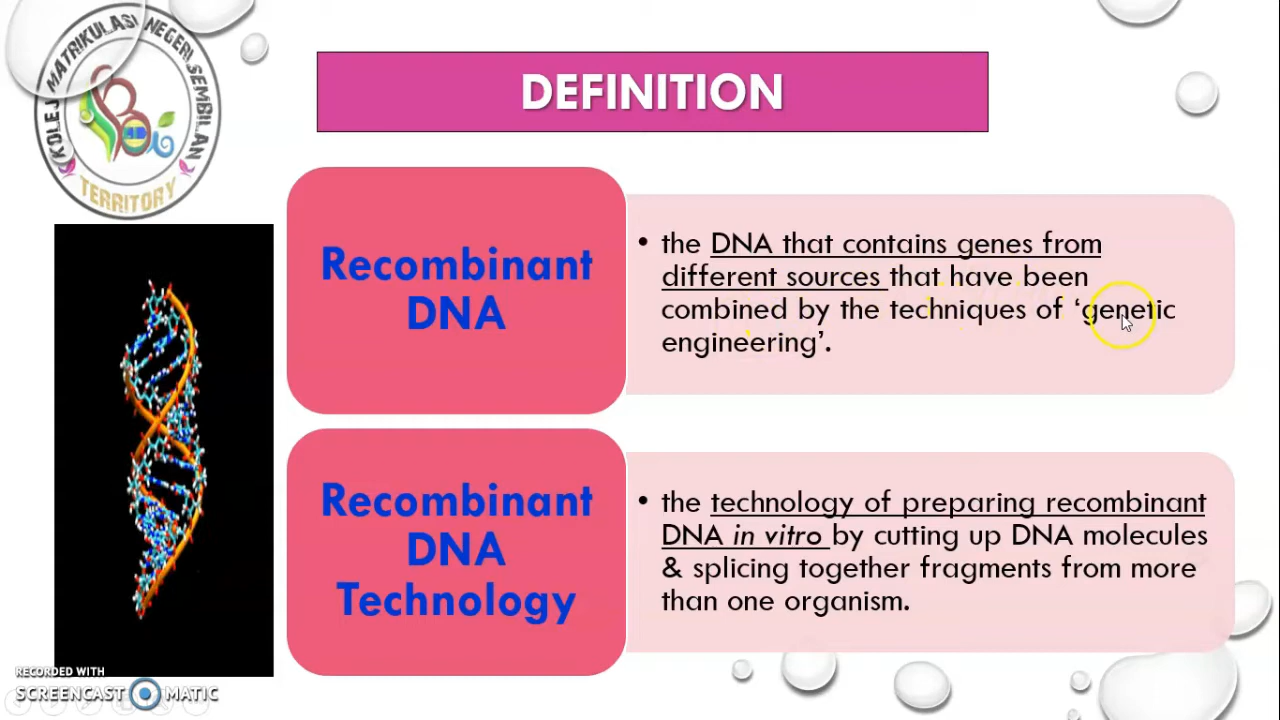 KOLEJ MATRIKULASI NEGERI SEMBILAN
TERRITORY
DEFINITION
Recombinant
DNA
• the DNA that contains genes from
different sources that have been
combined by the techniques of ‘genetic
engineering’.
Recombinant
DNA
Technology
• the technology of preparing recombinant
DNA in vitro by cutting up DNA molecules
& splicing together fragments from more
than one organism.
RECORDED WITH
SCREENCAST MATIC